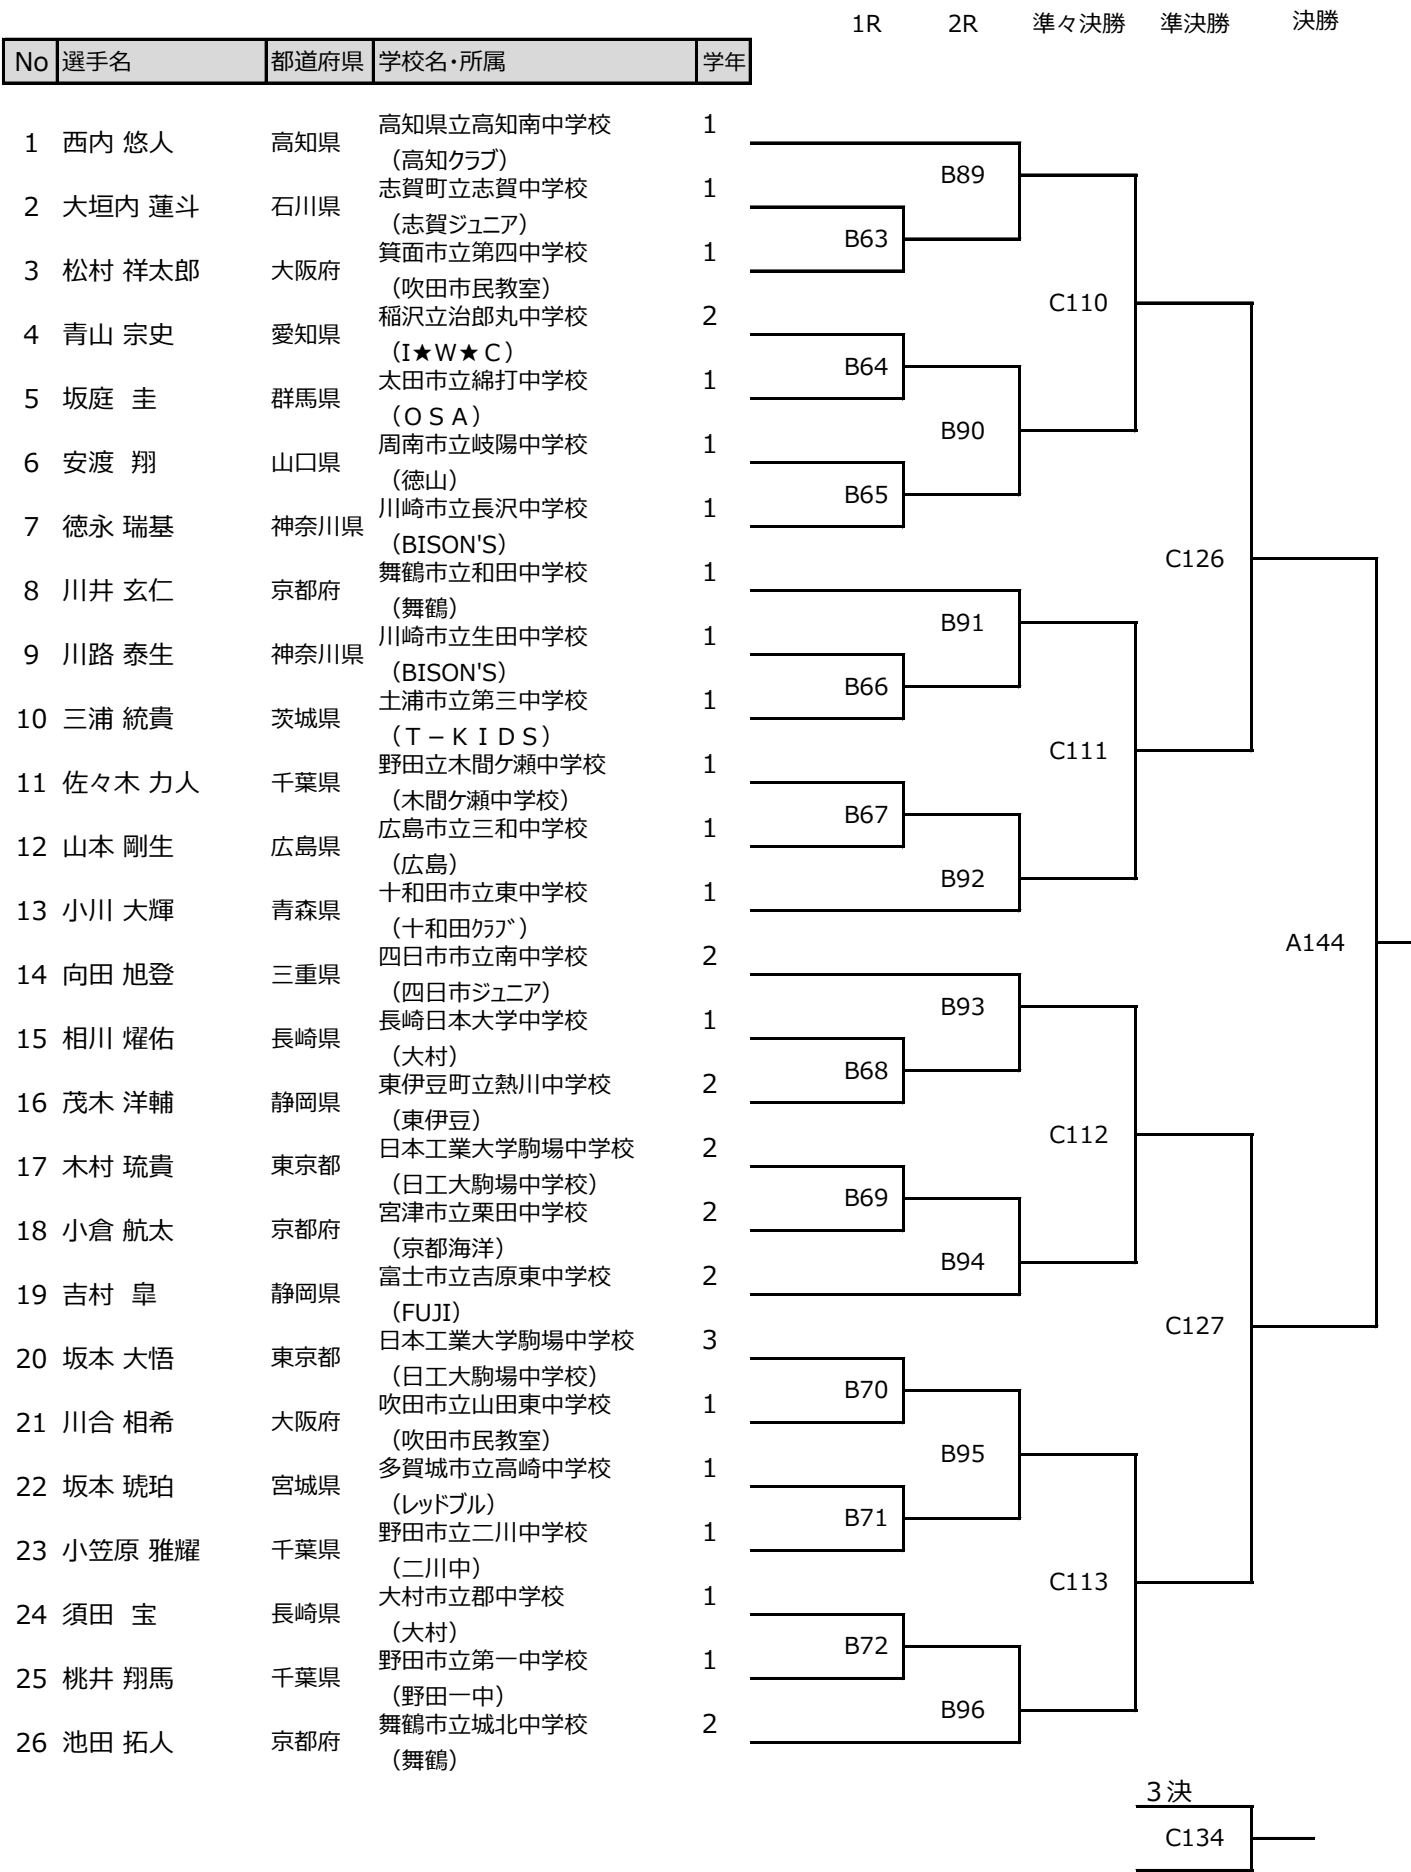 1R 2R 準々決勝 準決勝 決勝
No 選手名 都道府県 学校名・所属 学年
1 西内 悠人 高知県 高知県立高知南中学校 1
（高知クラブ）
2 大垣内 蓮斗 石川県 志賀町立志賀中学校 1
（志賀ジュニア）
3 松村 祥太郎 大阪府 箕面市立第四中学校 1
（吹田市民教室）
4 青山 宗史 愛知県 稲沢立治郎丸中学校 2
（I★W★Ｃ）
5 坂庭 圭 群馬県 太田市立綿打中学校 1
（ＯＳＡ）
6 安渡 翔 山口県 周南市立岐陽中学校 1
（徳山）
7 徳永 瑞基 神奈川県 川崎市立長沢中学校 1
（BISON'S）
8 川井 玄仁 京都府 舞鶴市立和田中学校 1
（舞鶴）
9 川路 泰生 神奈川県 川崎市立生田中学校 1
（BISON'S）
10 三浦 統貴 茨城県 土浦市立第三中学校 1
（Ｔ－ＫＩＤＳ）
11 佐々木 力人 千葉県 野田立木間ケ瀬中学校 1
（木間ケ瀬中学校）
12 山本 剛生 広島県 広島市立三和中学校 1
（広島）
13 小川 大輝 青森県 十和田市立東中学校 1
（十和田ｸﾗﾌﾞ）
14 向田 旭登 三重県 四日市市立南中学校 2
（四日市ジュニア）
15 相川 燿佑 長崎県 長崎日本大学中学校 1
（大村）
16 茂木 洋輔 静岡県 東伊豆町立熱川中学校 2
（東伊豆）
17 木村 琉貴 東京都 日本工業大学駒場中学校 2
（日工大駒場中学校）
18 小倉 航太 京都府 宮津市立栗田中学校 2
（京都海洋）
19 吉村 皐 静岡県 富士市立吉原東中学校 2
（FUJI）
20 坂本 大悟 東京都 日本工業大学駒場中学校 3
（日工大駒場中学校）
21 川合 相希 大阪府 吹田市立山田東中学校 1
（吹田市民教室）
22 坂本 琥珀 宮城県 多賀城市立高崎中学校 1
（レッドブル）
23 小笠原 雅耀 千葉県 野田市立二川中学校 1
（二川中）
24 須田 宝 長崎県 大村市立郡中学校 1
（大村）
25 桃井 翔馬 千葉県 野田市立第一中学校 1
（野田一中）
26 池田 拓人 京都府 舞鶴市立城北中学校 2
（舞鶴）
B89
B63
C110
B64
B90
B65
C126
B91
B66
C111
B67
B92
A144
B93
B68
C112
B69
B94
C127
B70
B95
B71
C113
B72
B96
３決
C134